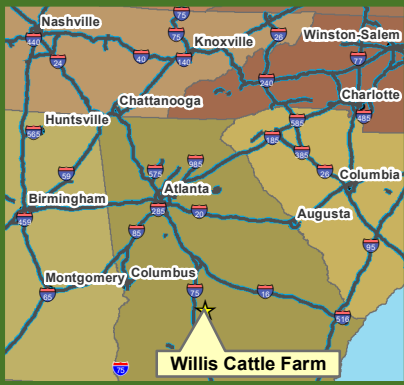 75
Nashville
26
Winston-Salem
440
75
Knoxville
77
24
40
140
240
Chattanooga
Charlotte
Huntsville
485
565
585
185
985
385
59
575
26
Columbia
Atlanta
Birmingham
285
20
Augusta
459
85
95
Montgomery
Columbus
65
75
16
516
75
Willis Cattle Farm